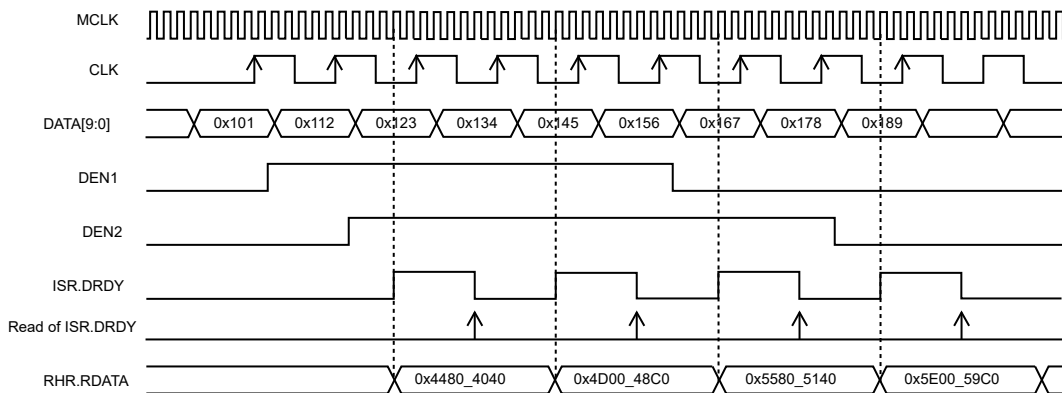 MCLK
CLK
DATA[9:0] 0x101 0x112 0x123 0x134 0x145 0x156 0x167 0x178 0x189
DEN1
DEN2
ISR.DRDY
Read of ISR.DRDY
RHR.RDATA 0x4480_4040 0x4D00_48C0 0x5580_5140 0x5E00_59C0